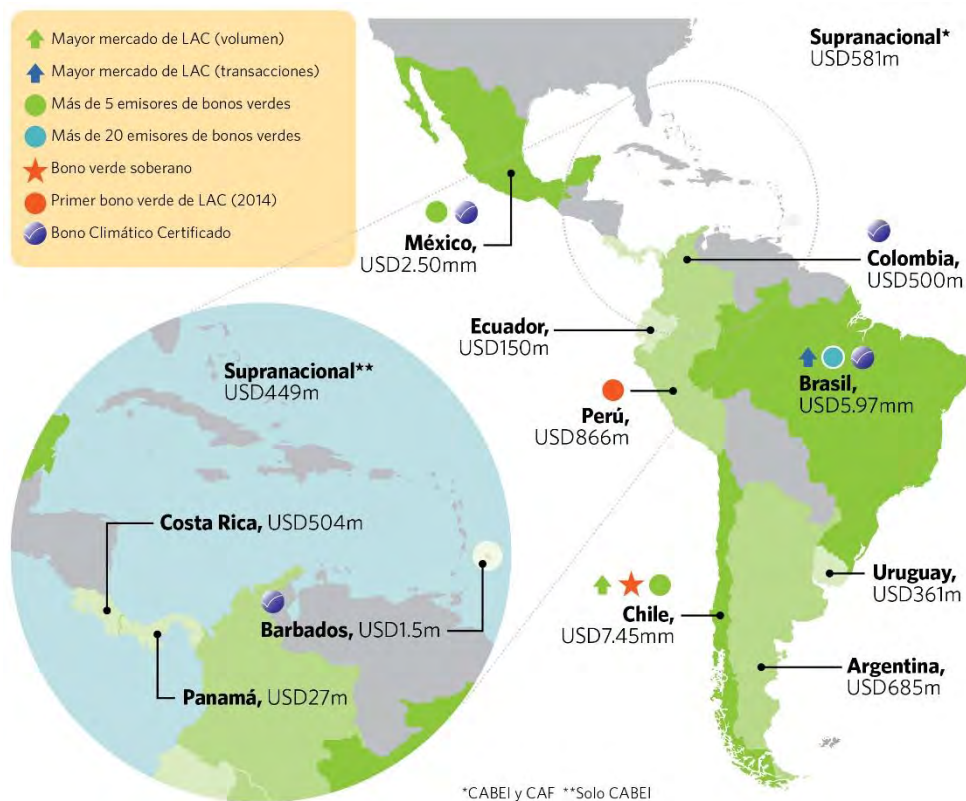 Mayor mercado de LAC (volumen)
Mayor mercado de LAC (transacciones)
Más de 5 emisores de bonos verdes
Más de 20 emisores de bonos verdes
Bono verde soberano
Primer bono verde de LAC (2014)
Bono Climático Certificado
Supranacional*
USD581m
México,
USD2.50mm
Colombia,
USD500m
Ecuador,
USD150m
Perú,
USD866m
Brasil,
USD5.97mm
Supranacional**
USD449m
Costa Rica, USD504m
Barbados, USD1.5m
Panamá, USD27m
Chile,
USD7.45mm
Uruguay,
USD361m
Argentina,
USD685m
*CABEI y CAF **Solo CABEI